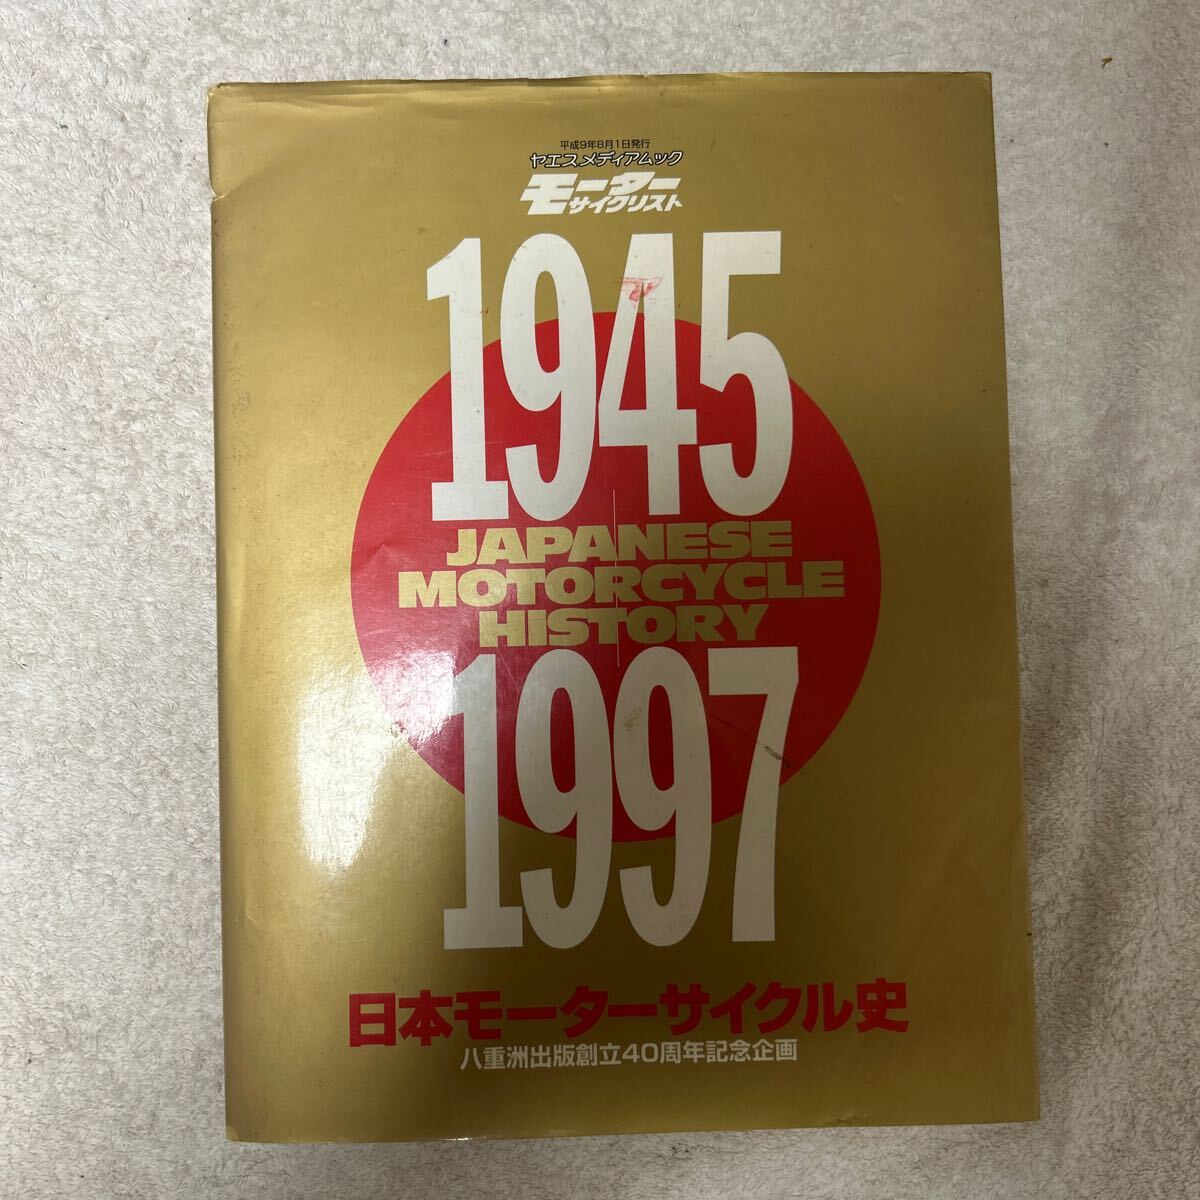 平成9年8月1日発行
ヤエスメディアムック
モーター
サイクリスト
1945
JAPANESE
MOTORCYCLE
HiSTORY
1997
日本モーターサイクル史
八重洲出版創立40周年記念企画